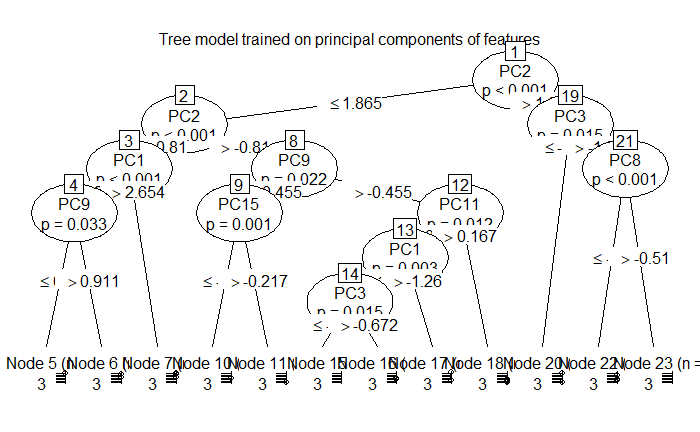 Tree model trained on principal components of features
1
PC2
p < 0.001
≤ 1.865
2
PC2
p < 0.001
19
PC3
p = 0.015
> -0.81
3
PC1
p < 0.001
8
PC9
p = 0.022
21
PC8
p < 0.001
> 2.654
> -0.455
4
PC9
p = 0.033
9
PC15
p = 0.001
12
PC11
p = 0.012
> 0.167
13
PC1
p = 0.003
> -0.51
> 0.911
> -0.217
> -1.26
14
PC3
p = 0.015
> -0.672
Node 5 (n Node 6 ( Node 7 ( Node 10 ( Node 11 Node 15 Node 16 ( Node 17 ( Node 18 ( Node 20 ( Node 22 ( Node 23 (n =
3 3 3 3 3 3 3 3 3 3 3 3